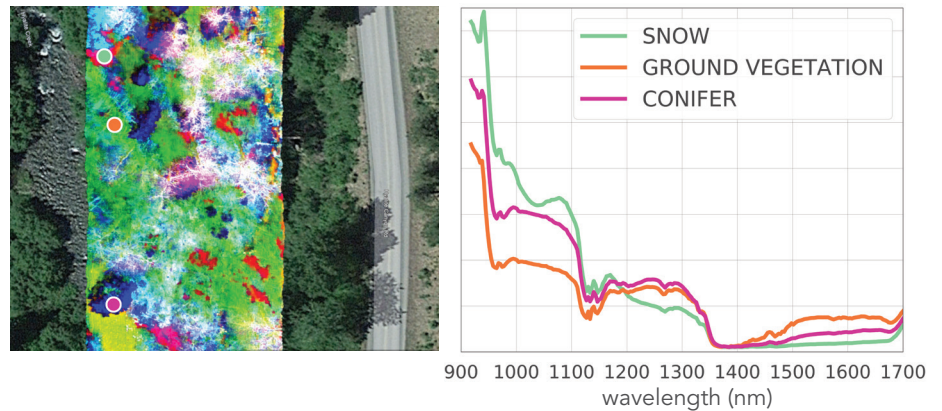 SNOW
GROUND VEGETATION
CONIFER
900 1000 1100 1200 1300 1400 1500 1600 1700
wavelength (nm)